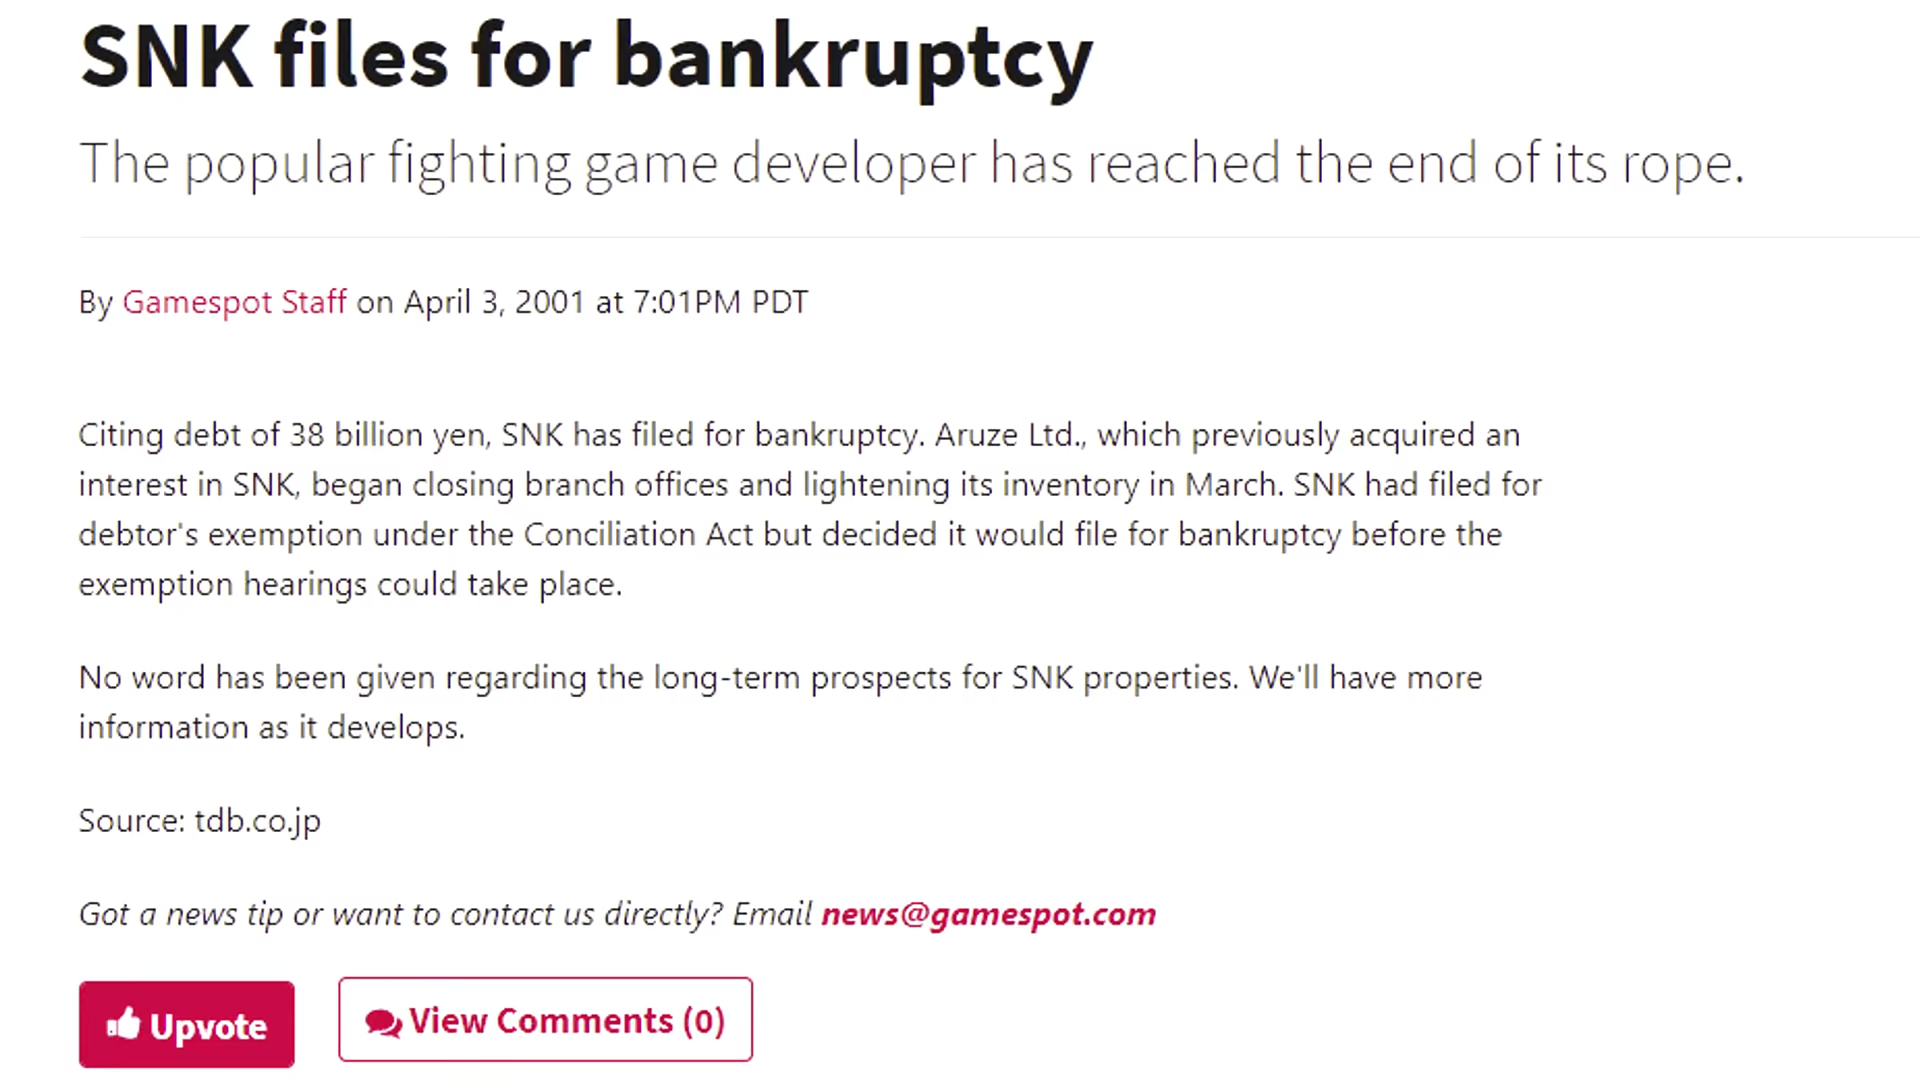 SNK files for bankruptcy
The popular fighting game developer has reached the end of its rope.
By Gamespot Staff on April 3, 2001 at 7:01PM PDT
Citing debt of 38 billion yen, SNK has filed for bankruptcy. Aruze Ltd., which previously acquired an
interest in SNK, began closing branch offices and lightening its inventory in March. SNK had filed for
debtor's exemption under the Conciliation Act but decided it would file for bankruptcy before the
exemption hearings could take place.
No word has been given regarding the long-term prospects for SNK properties. We'll have more
information as it develops.
Source: tdb.co.jp
Got a news tip or want to contact us directly? Email news@gamespot.com
Upvote
View Comments (0)